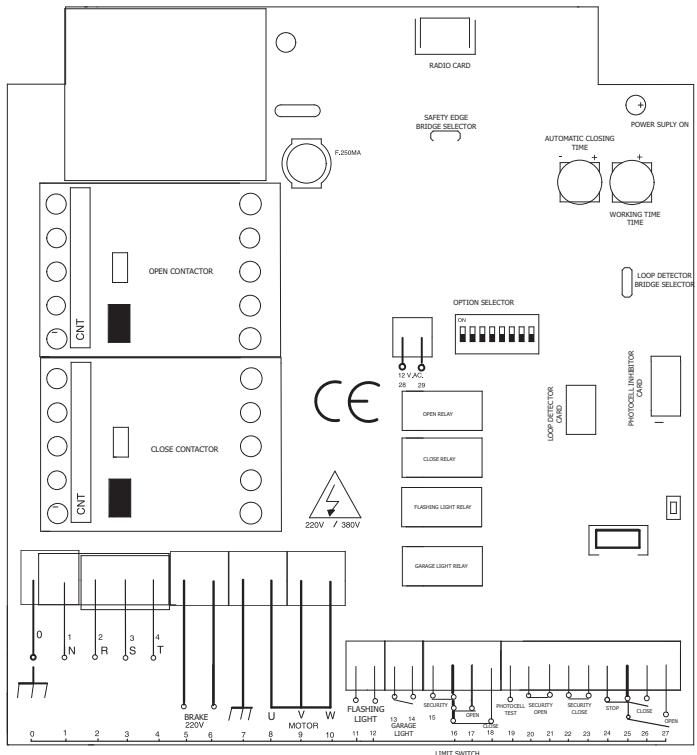 RADIO CARD
SAFETY EDGE
BRIDGE SELECTOR
POWER SUPLY ON
AUTOMATIC CLOSING
TIME
- +
+
F.250MA
WORKING TIME
TIME
OPEN CONTACTOR
CNT
LOOP DETECTOR
BRIDGE SELECTOR
OPTION SELECTOR
ON
12 V.AC.
28 29
CE
OPEN RELAY
LOOP DETECTOR
CARD
PHOTOCELL INHIBITOR
CARD
CLOSE CONTACTOR
CNT
CLOSE RELAY
220V / 380V
FLASHING LIGHT RELAY
GARAGE LIGHT RELAY
0 1 2 3 4
N R S T
BRAKE
220V
U V W
MOTOR
FLASHING
LIGHT
13 14
GARAGE
LIGHT
SECURITY
15
OPEN
CLOSE
PHOTOCELL
TEST
SECURITY
OPEN
SECURITY
CLOSE
STOP
CLOSE
OPEN
0 1 2 3 4 5 6 7 8 9 10 11 12 16 17 18 19 20 21 22 23 24 25 26 27
LIMIT SWITCH